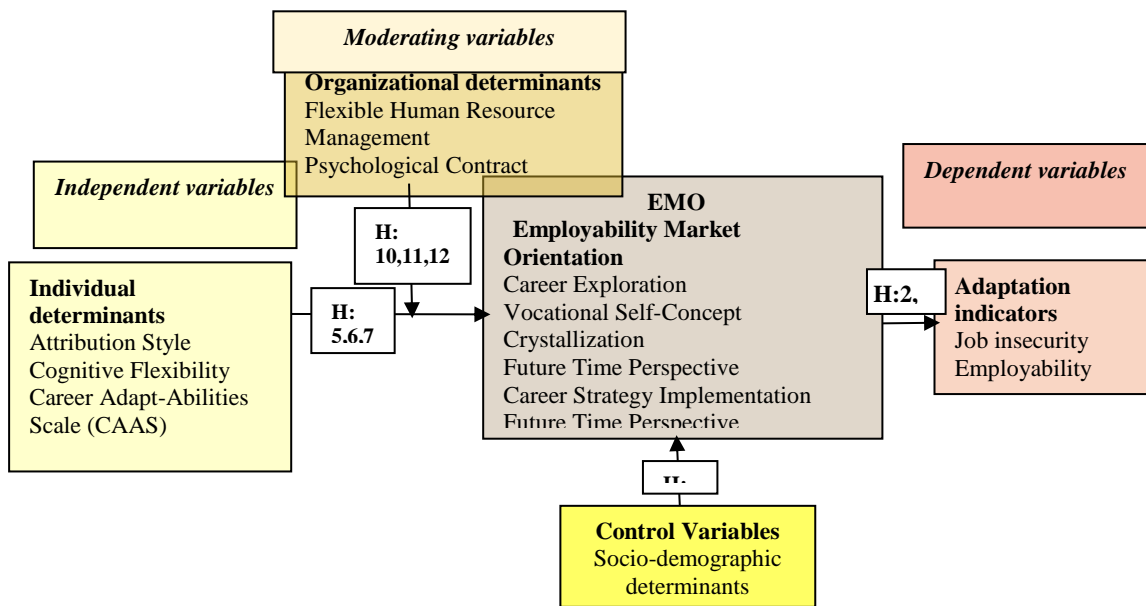 Moderating variables
Organizational determinants
Flexible Human Resource
Management
Psychological Contract
Independent variables
Dependent variables
H:
10,11,12
EMO
Employability Market
Orientation
Career Exploration
Vocational Self-Concept
Crystallization
Future Time Perspective
Career Strategy Implementation
Future Time Perspective
Individual
determinants
Attribution Style
Cognitive Flexibility
Career Adapt-Abilities
Scale (CAAS)
H:
5,6,7
H:2,
Adaptation
indicators
Job insecurity
Employability
H:
Control Variables
Socio-demographic
determinants